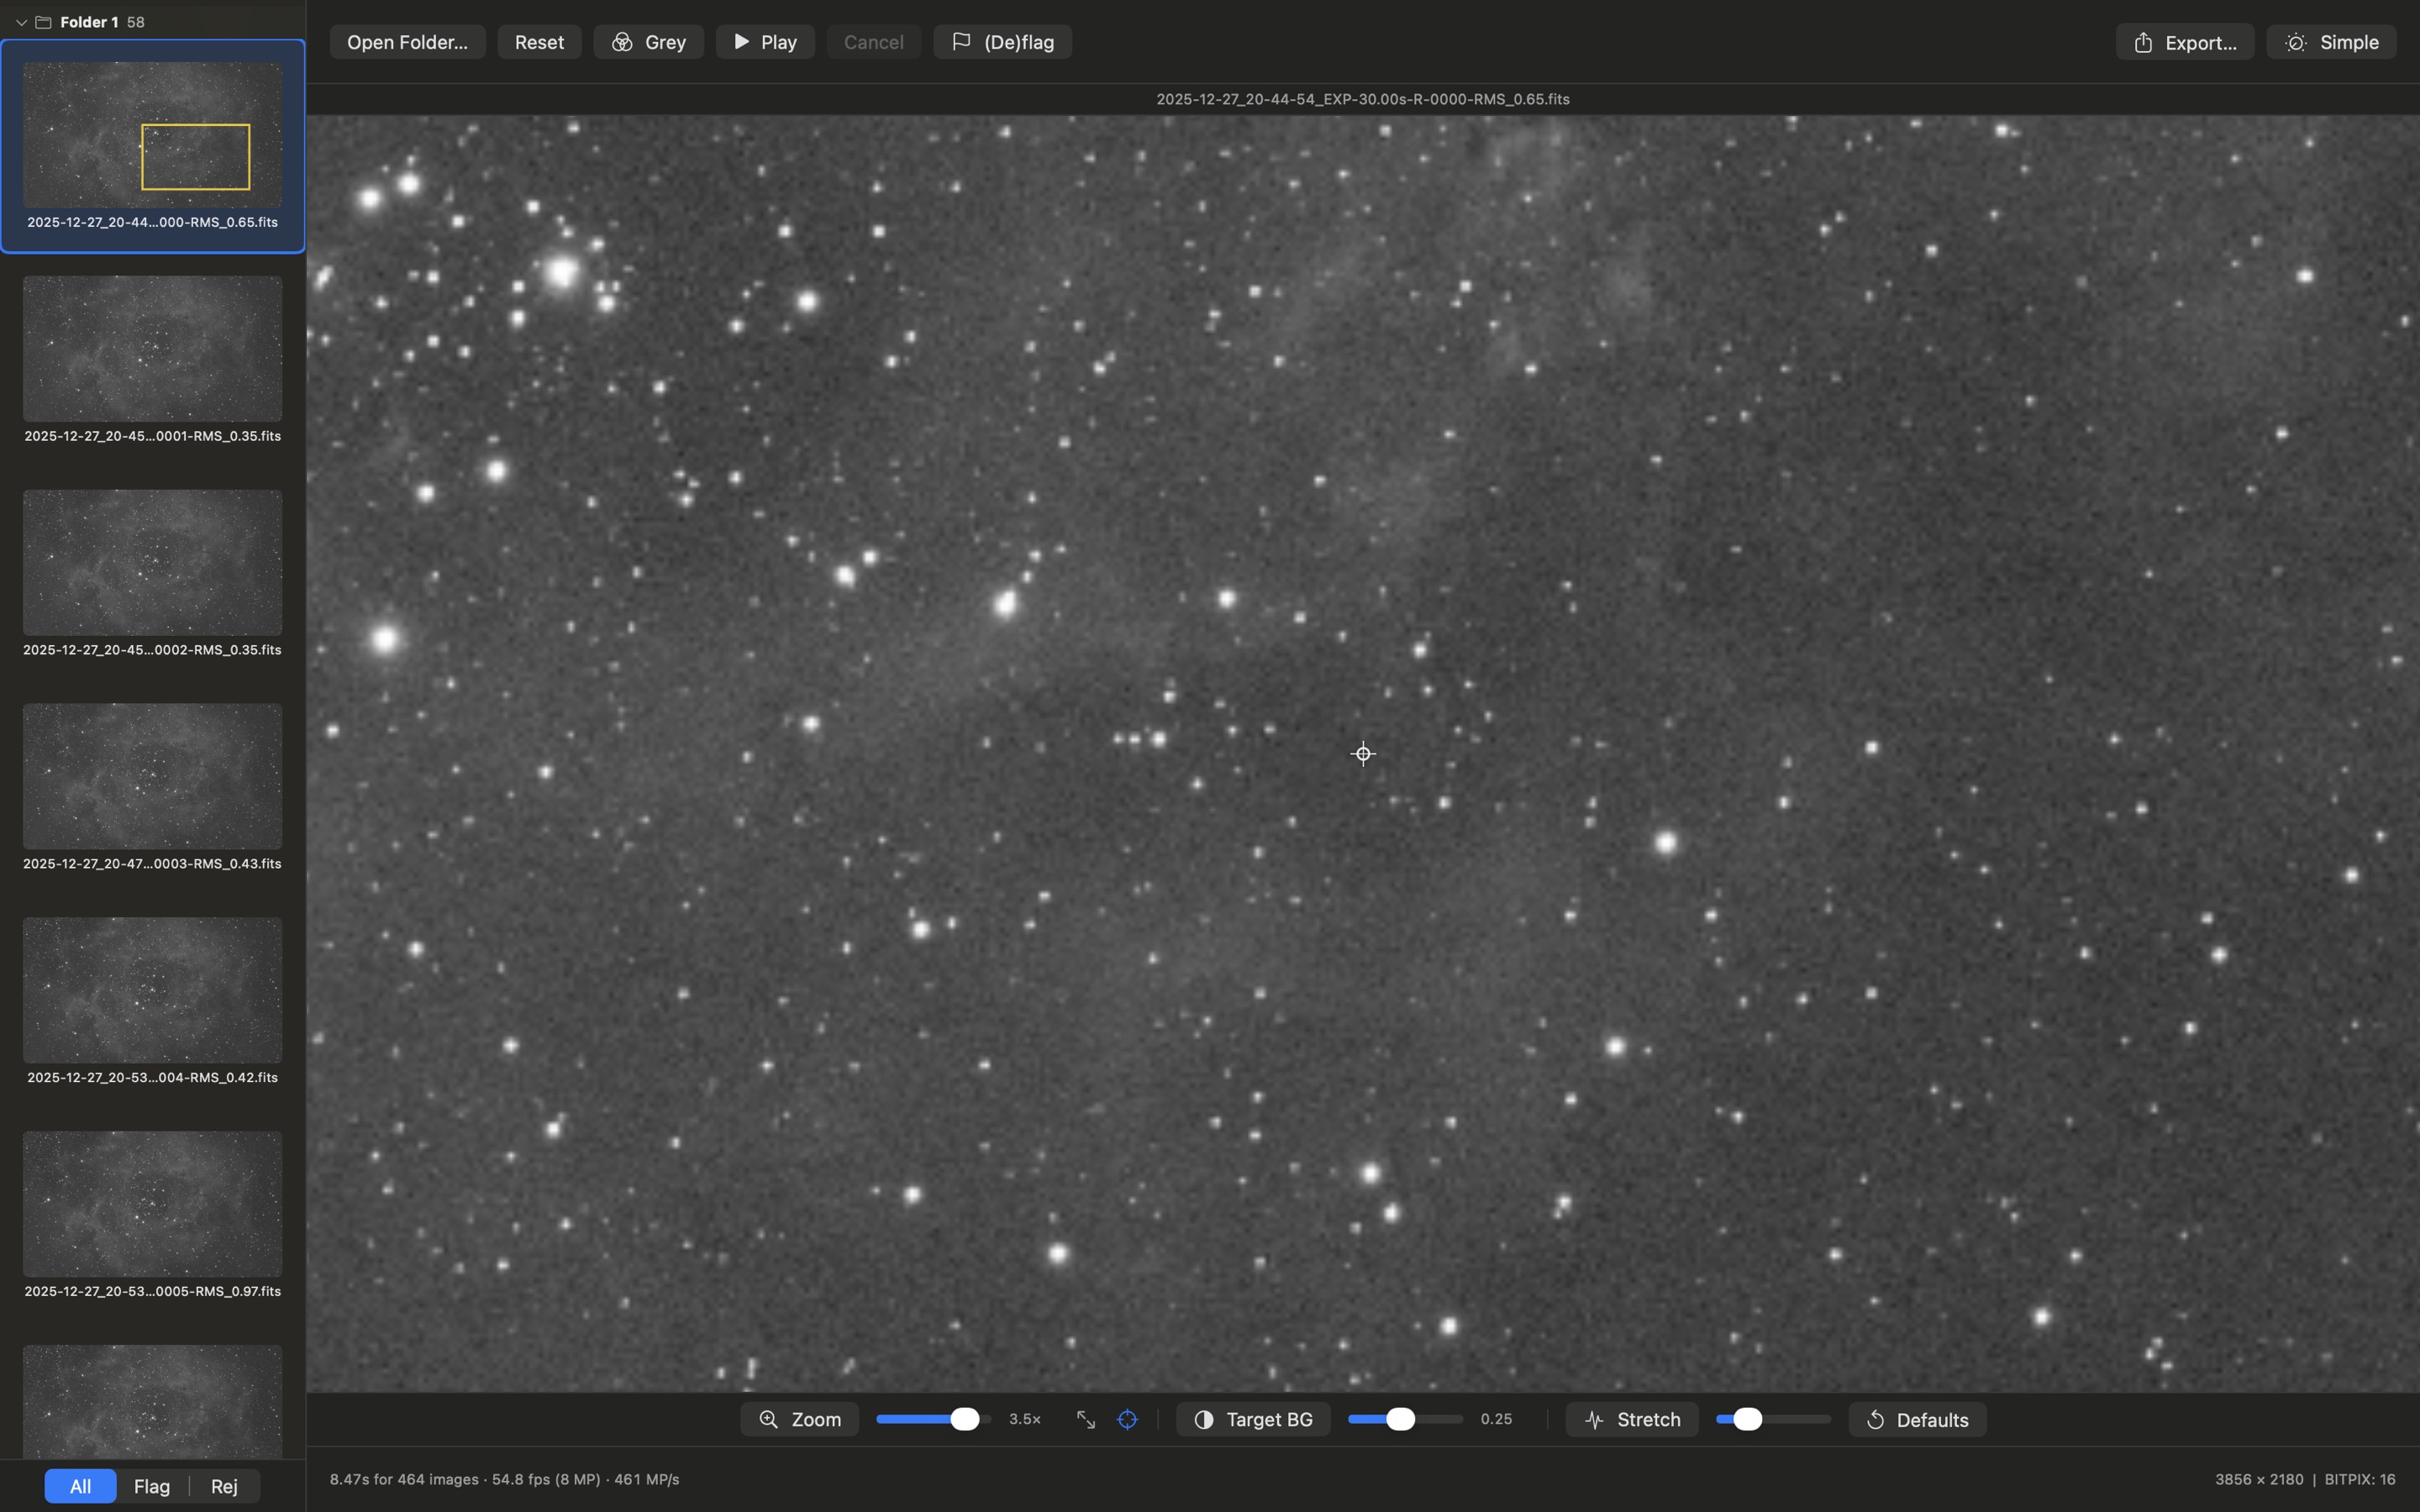 Folder 1 58
Open Folder... Reset Grey Play Cancel (De)flag Export... Simple
2025-12-27_20-44-54_EXP-30.00s-R-0000-RMS_0.65.fits
2025-12-27_20-44...000-RMS_0.65.fits
2025-12-27_20-45...0001-RMS_0.35.fits
2025-12-27_20-45...0002-RMS_0.35.fits
2025-12-27_20-47...0003-RMS_0.43.fits
2025-12-27_20-53...004-RMS_0.42.fits
2025-12-27_20-53...0005-RMS_0.97.fits
Zoom 3.5× Target BG 0.25 Stretch Defaults
All Flag Rej
8.47s for 464 images · 54.8 fps (8 MP) · 461 MP/s
3856 × 2180 | BITPIX: 16